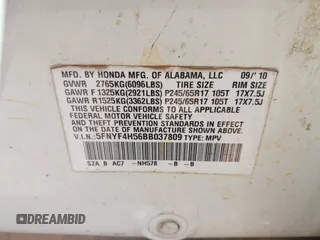 MFD. BY HONDA MFG. OF ALABAMA, LLC 09/'10
GVWR 2765KG(6096LBS) TIRE SIZE RIM SIZE
GAWR F 1325KG(2921LBS) P245/65R17 105T 17X7.5J
GAWR R 1525KG(3362LBS) P245/65R17 105T 17X7.5J
THIS VEHICLE CONFORMS TO ALL APPLICABLE
FEDERAL MOTOR VEHICLE SAFETY
AND THEFT PREVENTION STANDARDS IN EFFECT
ON THE DATE OF MANUFACTURE SHOWN ABOVE.
V.I.N.: 5FNYF4H56BB037809 TYPE: MPV
SZA B AC7 -NH578 -B -B
© OneAutoHistory.com